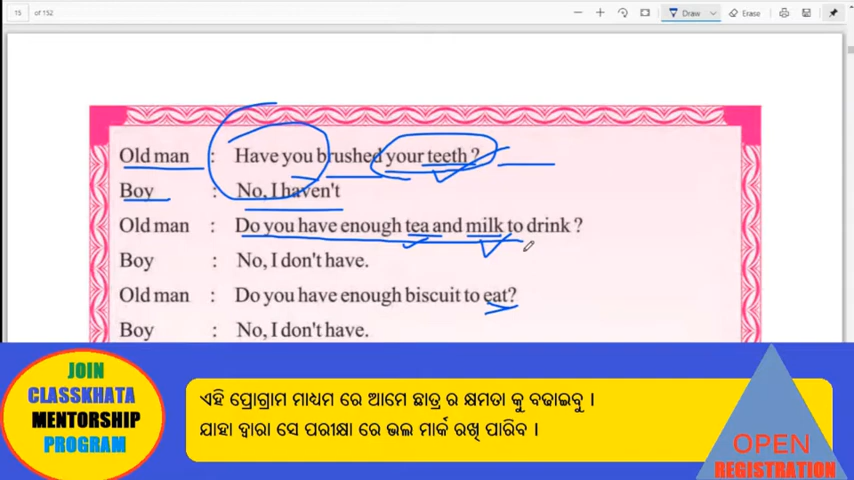 15 of 152
Draw
Erase
Old man : Have you brushed your teeth ?
Boy : No, I haven't
Old man : Do you have enough tea and milk to drink ?
Boy : No, I don't have.
Old man : Do you have enough biscuit to eat?
Boy : No, I don't have.
JOIN
CLASSKHATA
MENTORSHIP
PROGRAM
ଏହି ପ୍ରୋଗ୍ରାମ ମାଧ୍ୟମ ରେ ଆମେ ଛାତ୍ର ର କ୍ଷମତା କୁ ବଢାଇବୁ ।
ଯାହା ଦ୍ୱାରା ସେ ପରୀକ୍ଷା ରେ ଭଲ ମାର୍କ ରଖି ପାରିବ ।
OPEN
REGISTRATION